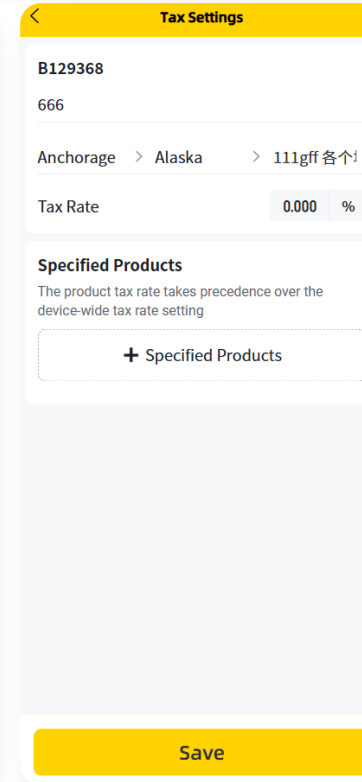 Tax Settings
B129368
666
Anchorage > Alaska > 111gff 各个
Tax Rate 0.000 %
Specified Products
The product tax rate takes precedence over the
device-wide tax rate setting
+ Specified Products
Save